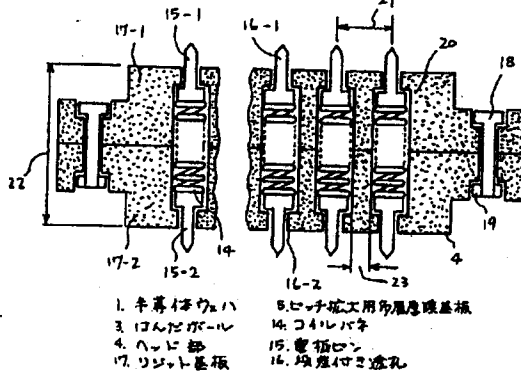 21
15-1
16-1
17-1
20
18
22
14
19
17-2
4
15-2
16-2
23
1. 半導体ウェハ
3. はんだボール
4. ヘッド部
17. リジット基板
8. ピッチ拡大用多層薄膜基板
14. コイルバネ
15. 電極ピン
16. 段差付き透孔